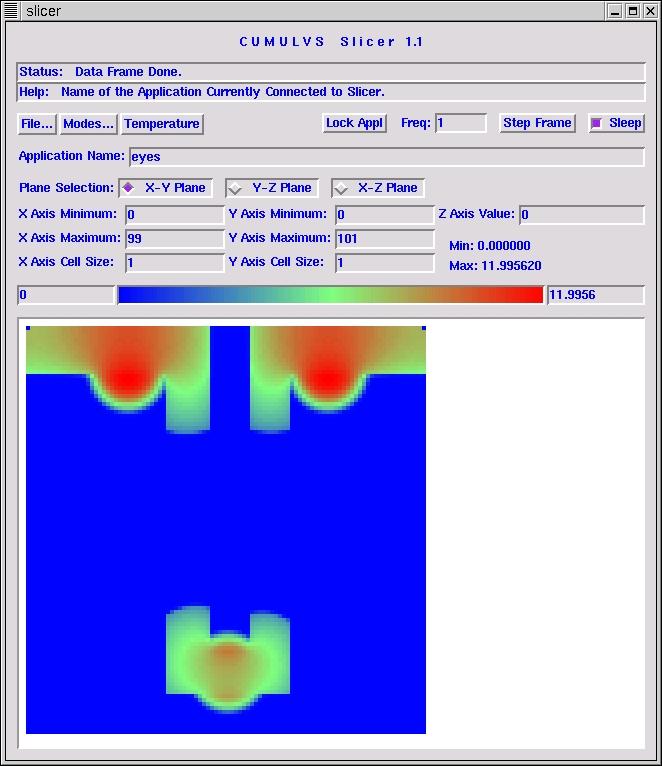 slicer
CUMULVS Slicer 1.1
Status: Data Frame Done.
Help: Name of the Application Currently Connected to Slicer.
File... Modes... Temperature Lock Appl Freq: 1 Step Frame Sleep
Application Name: eyes
Plane Selection: X-Y Plane Y-Z Plane X-Z Plane
X Axis Minimum: 0 Y Axis Minimum: 0 Z Axis Value: 0
X Axis Maximum: 99 Y Axis Maximum: 101
Min: 0.000000
X Axis Cell Size: 1 Y Axis Cell Size: 1
Max: 11.995620
0 11.9956